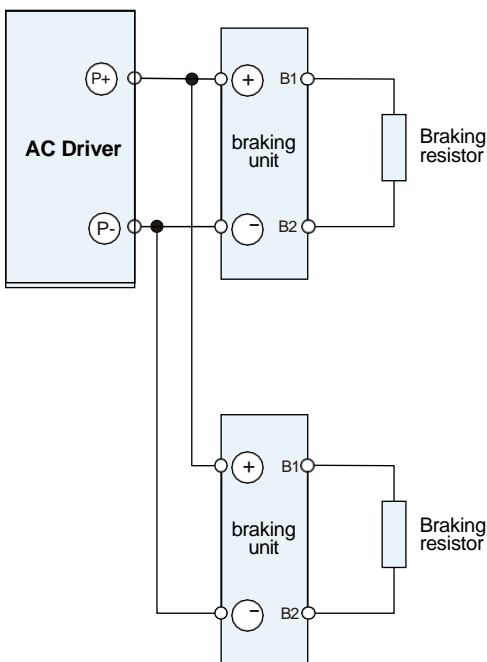 P+
+
B1
AC Driver
braking
unit
Braking
resistor
P-
−
B2
+
B1
braking
unit
Braking
resistor
−
B2